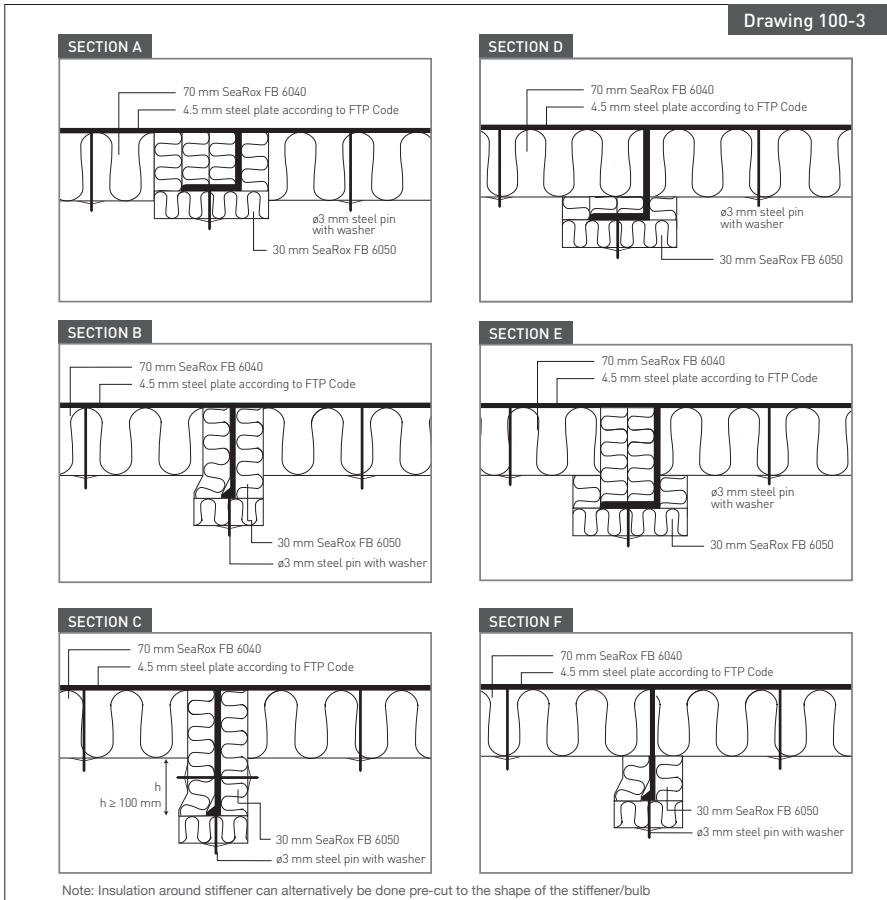 Drawing 100-3
SECTION A
70 mm SeaRox FB 6040
4.5 mm steel plate according to FTP Code
ø3 mm steel pin
with washer
30 mm SeaRox FB 6050
SECTION D
70 mm SeaRox FB 6040
4.5 mm steel plate according to FTP Code
ø3 mm steel pin
with washer
30 mm SeaRox FB 6050
SECTION B
70 mm SeaRox FB 6040
4.5 mm steel plate according to FTP Code
30 mm SeaRox FB 6050
ø3 mm steel pin with washer
SECTION E
70 mm SeaRox FB 6040
4.5 mm steel plate according to FTP Code
ø3 mm steel pin
with washer
30 mm SeaRox FB 6050
SECTION C
70 mm SeaRox FB 6040
4.5 mm steel plate according to FTP Code
h
h ≥ 100 mm
30 mm SeaRox FB 6050
ø3 mm steel pin with washer
SECTION F
70 mm SeaRox FB 6040
4.5 mm steel plate according to FTP Code
30 mm SeaRox FB 6050
ø3 mm steel pin with washer
Note: Insulation around stiffener can alternatively be done pre-cut to the shape of the stiffener/bulb